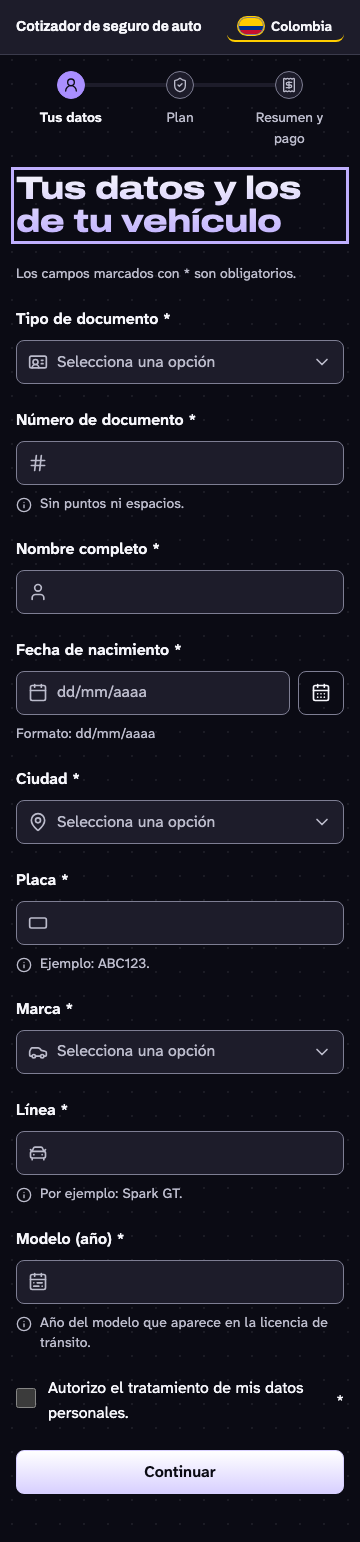 Cotizador de seguro de auto
Colombia
Tus datos
Plan
Resumen y
pago
Tus datos y los
de tu vehículo
Los campos marcados con * son obligatorios.
Tipo de documento *
Selecciona una opción
Número de documento *
Sin puntos ni espacios.
Nombre completo *
Fecha de nacimiento *
dd/mm/aaaa
Formato: dd/mm/aaaa
Ciudad *
Selecciona una opción
Placa *
Ejemplo: ABC123.
Marca *
Selecciona una opción
Línea *
Por ejemplo: Spark GT.
Modelo (año) *
Año del modelo que aparece en la licencia de
tránsito.
Autorizo el tratamiento de mis datos
personales. *
Continuar